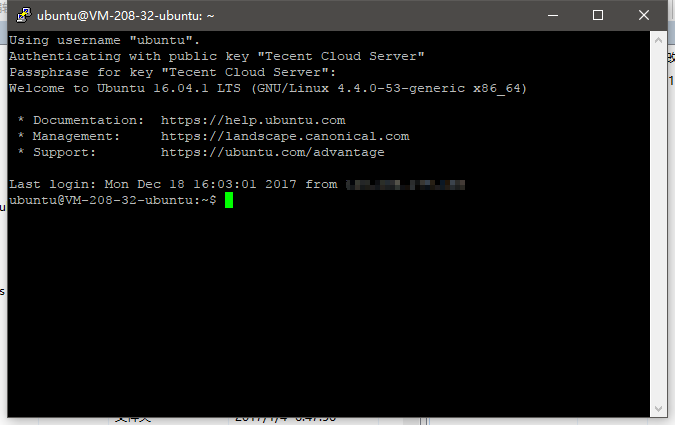 ubuntu@VM-208-32-ubuntu: ~
Using username "ubuntu".
Authenticating with public key "Tecent Cloud Server"
Passphrase for key "Tecent Cloud Server":
Welcome to Ubuntu 16.04.1 LTS (GNU/Linux 4.4.0-53-generic x86_64)
* Documentation:  https://help.ubuntu.com
* Management:     https://landscape.canonical.com
* Support:        https://ubuntu.com/advantage
Last login: Mon Dec 18 16:03:01 2017 from
ubuntu@VM-208-32-ubuntu:~$